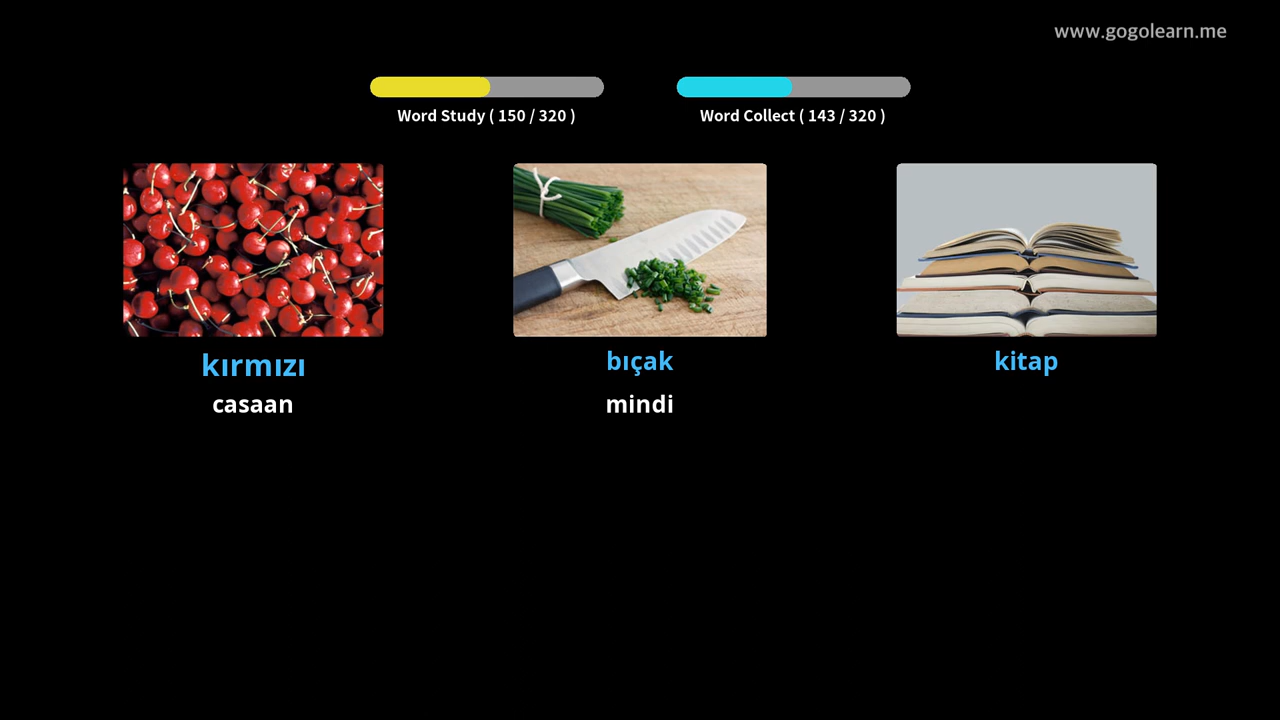 www.gogolearn.me
Word Study ( 150 / 320 )
Word Collect ( 143 / 320 )
kırmızı
casaan
bıçak
mindi
kitap